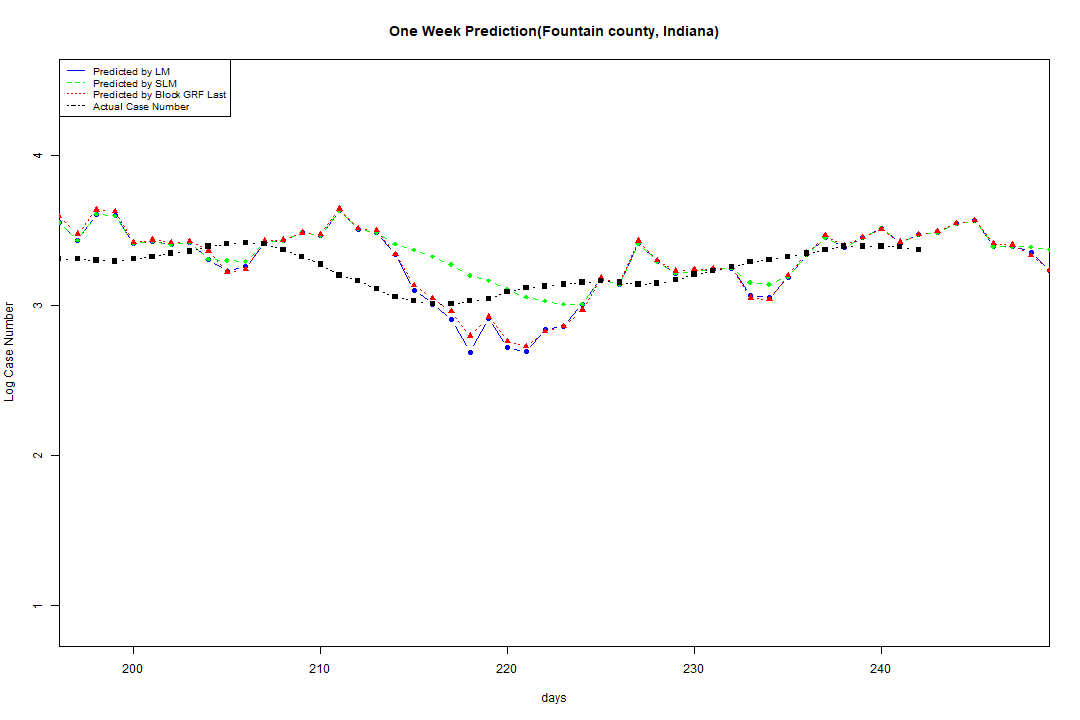 One Week Prediction(Fountain county, Indiana)
Predicted by LM
Predicted by SLM
Predicted by Block GRF Last
Actual Case Number
4
3
2
1
Log Case Number
200 210 220 230 240
days